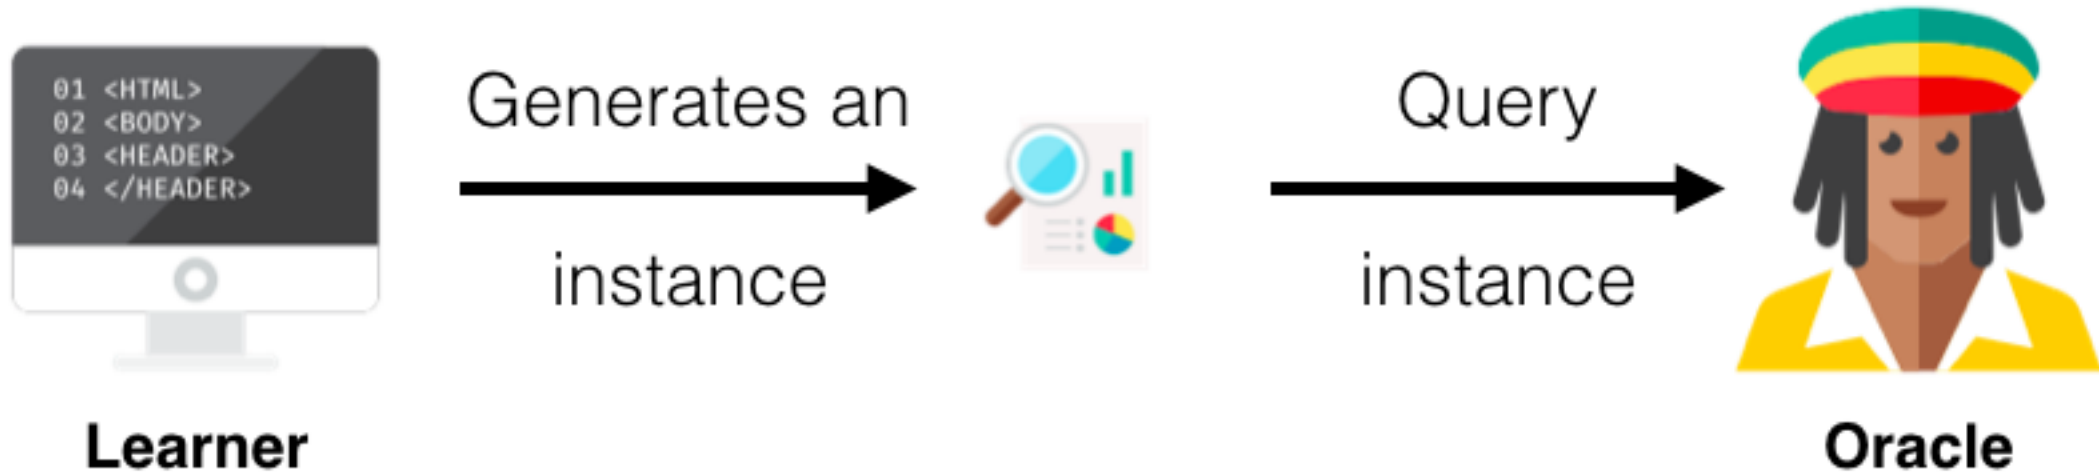 01 <HTML>
02 <BODY>
03 <HEADER>
04 </HEADER>
Learner
Generates an
instance
Query
instance
Oracle